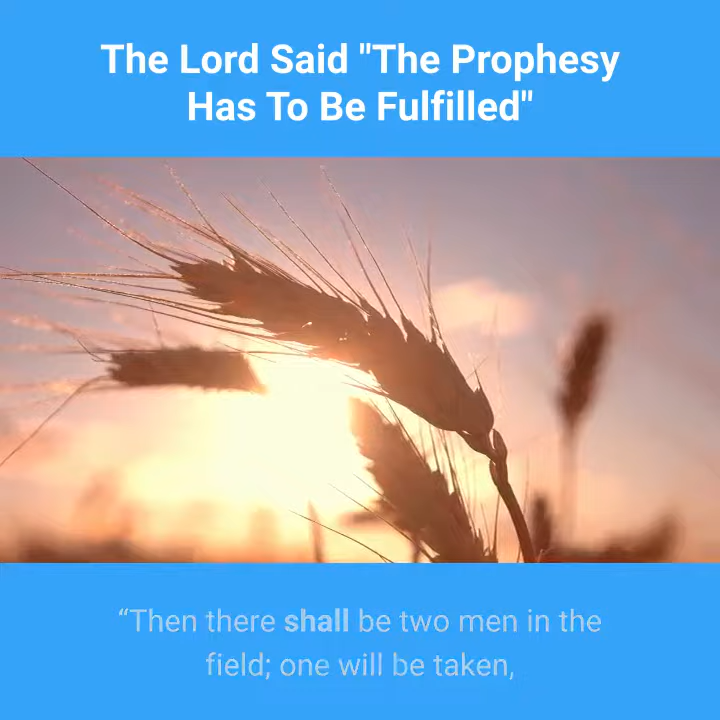 The Lord Said "The Prophesy
Has To Be Fulfilled"
“Then there shall be two men in the
field; one will be taken,